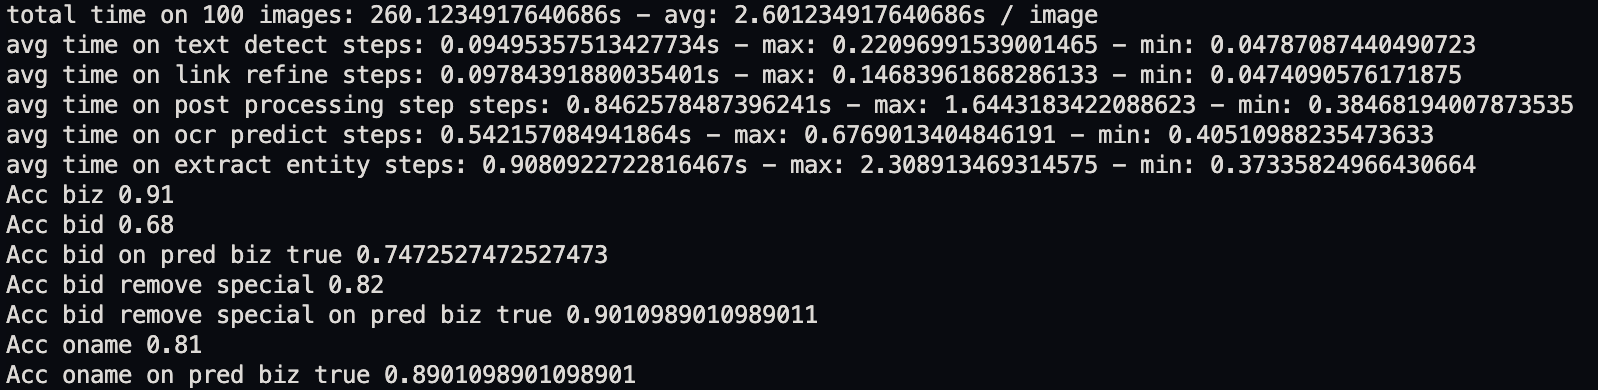 total time on 100 images: 260.1234917640686s – avg: 2.601234917640686s / image
avg time on text detect steps: 0.09495357513427734s – max: 0.22096991539001465 – min: 0.04787087440490723
avg time on link refine steps: 0.09784391880035401s – max: 0.14683961868286133 – min: 0.0474090576171875
avg time on post processing step steps: 0.8462578487396241s – max: 1.6443183422088623 – min: 0.38468194007873535
avg time on ocr predict steps: 0.542157084941864s – max: 0.6769013404846191 – min: 0.40510988235473633
avg time on extract entity steps: 0.9080922722816467s – max: 2.308913469314575 – min: 0.37335824966430664
Acc biz 0.91
Acc bid 0.68
Acc bid on pred biz true 0.7472527472527473
Acc bid remove special 0.82
Acc bid remove special on pred biz true 0.9010989010989011
Acc oname 0.81
Acc oname on pred biz true 0.8901098901098901